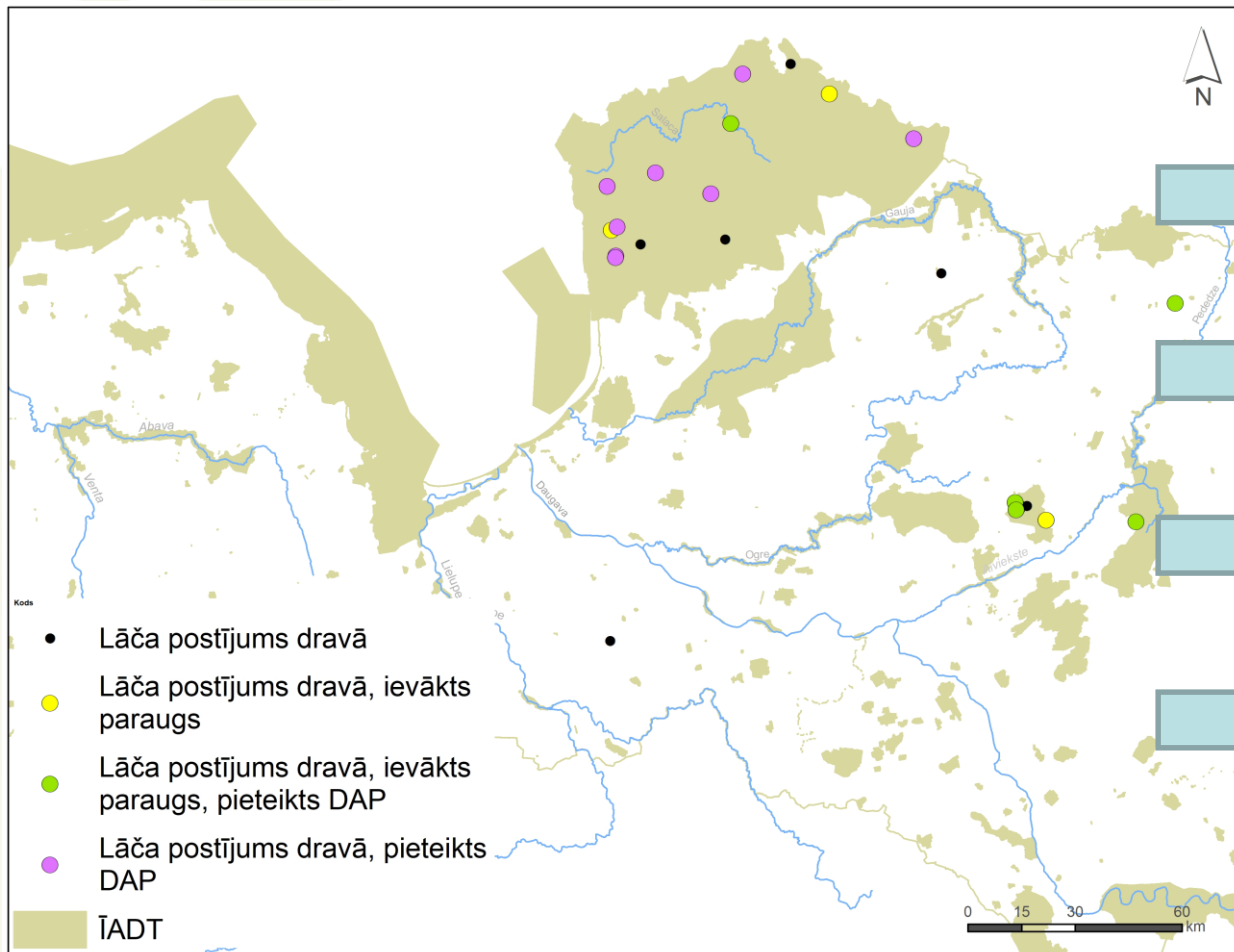 N
Salaca
Gauja
Pededze
Abava
Venta
Daugava
Ogre
Aiviekste
Lielupe
Kods
pe
Lāča postījums dravā
Lāča postījums dravā, ievākts
paraugs
Lāča postījums dravā, ievākts
paraugs, pieteikts DAP
Lāča postījums dravā, pieteikts
DAP
ĪADT
0 15 30 60
km